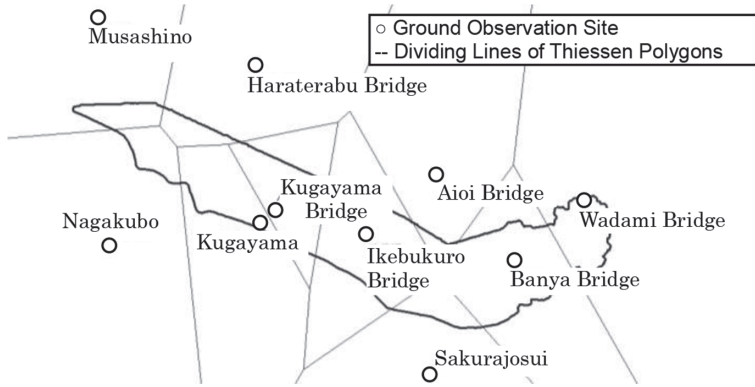 Musashino
○ Ground Observation Site
-- Dividing Lines of Thiessen Polygons
Haraterabu Bridge
Kugayama
Bridge
Aioi Bridge
Nagakubo
Kugayama
Ikebukuro
Bridge
Wadami Bridge
Banya Bridge
Sakurajosui